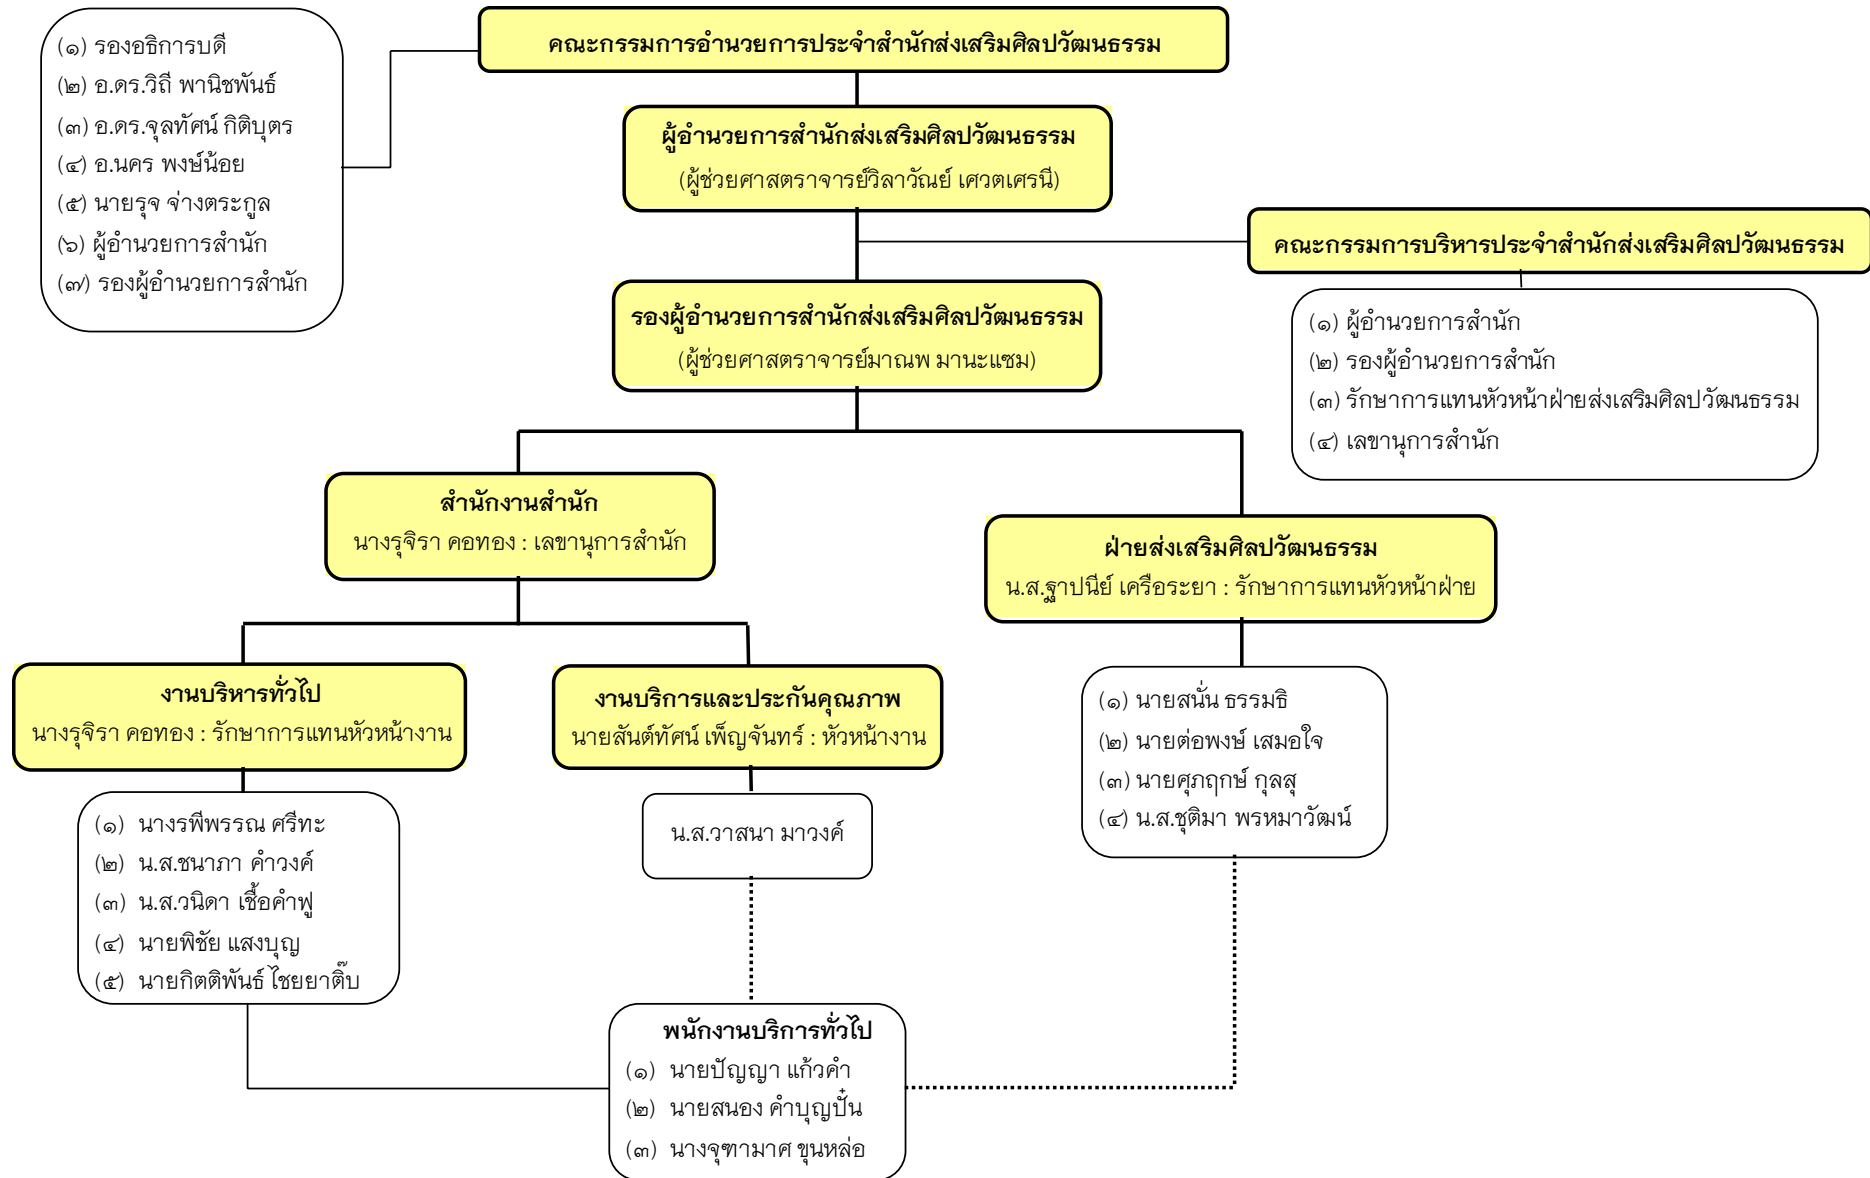 คณะกรรมการอำนวยการประจำสำนักส่งเสริมศิลปวัฒนธรรม
(๑) รองอธิการบดี
(๒) อ.ดร.วิถี พานิชพันธ์
(๓) อ.ดร.จุลทัศน์ กิติบุตร
(๔) อ.นคร พงษ์น้อย
(๕) นายรุจ จ่างตระกูล
(๖) ผู้อำนวยการสำนัก
(๗) รองผู้อำนวยการสำนัก
ผู้อำนวยการสำนักส่งเสริมศิลปวัฒนธรรม
(ผู้ช่วยศาสตราจารย์วิลาวัณย์ เศวตเศรนี)
คณะกรรมการบริหารประจำสำนักส่งเสริมศิลปวัฒนธรรม
(๑) ผู้อำนวยการสำนัก
(๒) รองผู้อำนวยการสำนัก
(๓) รักษาการแทนหัวหน้าฝ่ายส่งเสริมศิลปวัฒนธรรม
(๔) เลขานุการสำนัก
รองผู้อำนวยการสำนักส่งเสริมศิลปวัฒนธรรม
(ผู้ช่วยศาสตราจารย์มาณพ มานะแซม)
สำนักงานสำนัก
นางรุจิรา คอทอง : เลขานุการสำนัก
ฝ่ายส่งเสริมศิลปวัฒนธรรม
น.ส.ฐาปนีย์ เครือระยา : รักษาการแทนหัวหน้าฝ่าย
งานบริหารทั่วไป
นางรุจิรา คอทอง : รักษาการแทนหัวหน้างาน
งานบริการและประกันคุณภาพ
นายสันต์ทัศน์ เพ็ญจันทร์ : หัวหน้างาน
(๑) นายสนั่น ธรรมธิ
(๒) นายต่อพงษ์ เสมอใจ
(๓) นายศุภฤกษ์ กุลสุ
(๔) น.ส.ชุติมา พรหมาวัฒน์
(๑) นางรพีพรรณ ศรีทะ
(๒) น.ส.ชนาภา คำวงค์
(๓) น.ส.วนิดา เชื้อคำฟู
(๔) นายพิชัย แสงบุญ
(๕) นายกิตติพันธ์ ไชยยาติ๊บ
น.ส.วาสนา มาวงค์
พนักงานบริการทั่วไป
(๑) นายปัญญา แก้วคำ
(๒) นายสนอง คำบุญปั๋น
(๓) นางจุฑามาศ ขุนหล่อ